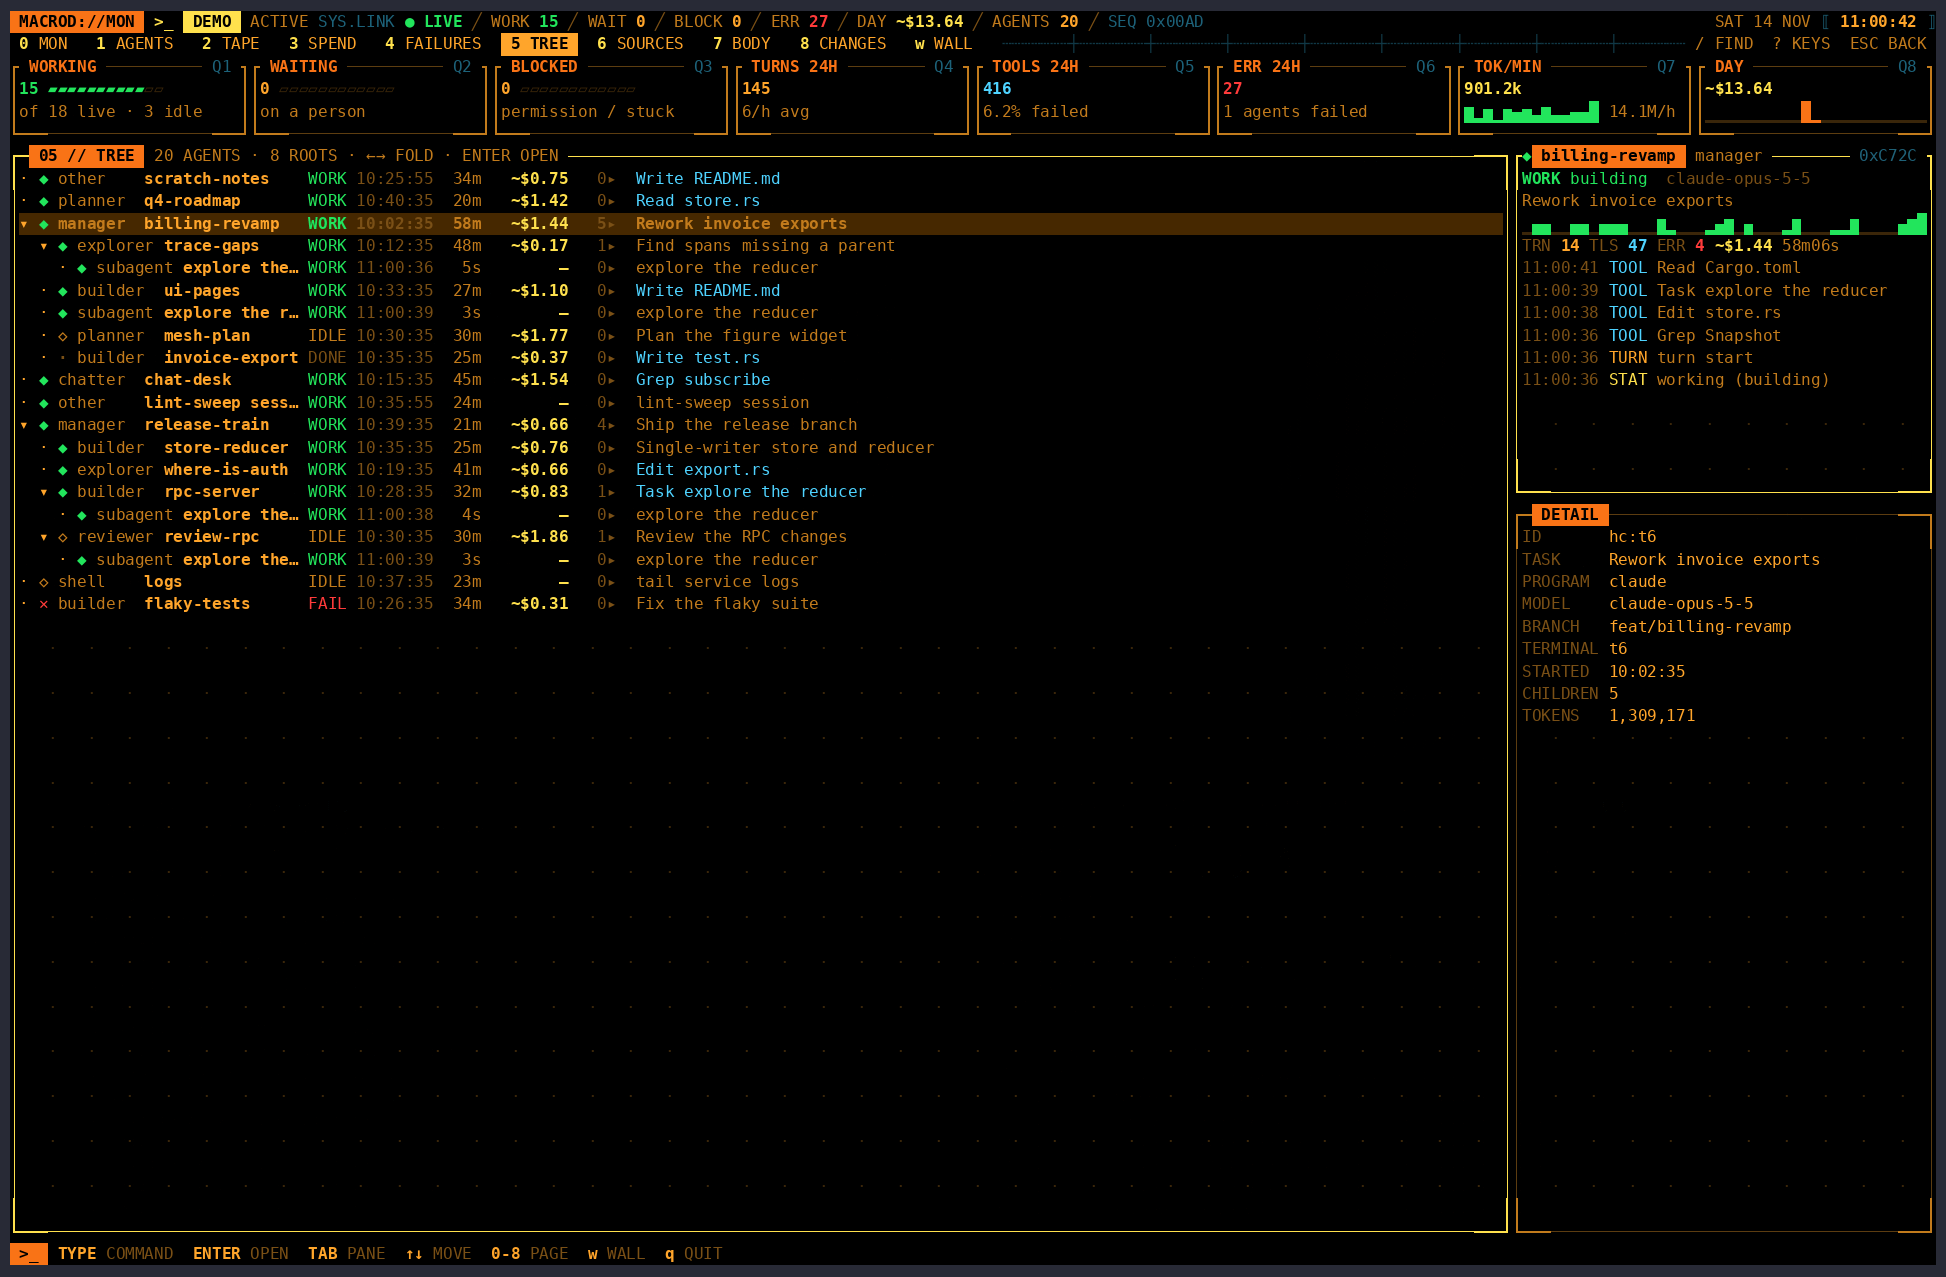 MACROD://MON >_ DEMO ACTIVE SYS.LINK ● LIVE / WORK 15 / WAIT 0 / BLOCK 0 / ERR 27 / DAY ~$13.64 / AGENTS 20 / SEQ 0x00AD SAT 14 NOV ⟦ 11:00:42 ⟧
0 MON 1 AGENTS 2 TAPE 3 SPEND 4 FAILURES 5 TREE 6 SOURCES 7 BODY 8 CHANGES w WALL / FIND ? KEYS ESC BACK
WORKING Q1 WAITING Q2 BLOCKED Q3 TURNS 24H Q4 TOOLS 24H Q5 ERR 24H Q6 TOK/MIN Q7 DAY Q8
15 0 0 145 416 27 901.2k ~$13.64
of 18 live · 3 idle on a person permission / stuck 6/h avg 6.2% failed 1 agents failed 14.1M/h
05 // TREE 20 AGENTS · 8 ROOTS · ←→ FOLD · ENTER OPEN
· ◆ other scratch-notes WORK 10:25:55 34m ~$0.75 0▸ Write README.md
· ◆ planner q4-roadmap WORK 10:40:35 20m ~$1.42 0▸ Read store.rs
▾ ◆ manager billing-revamp WORK 10:02:35 58m ~$1.44 5▸ Rework invoice exports
▾ ◆ explorer trace-gaps WORK 10:12:35 48m ~$0.17 1▸ Find spans missing a parent
· ◆ subagent explore the… WORK 11:00:36 5s — 0▸ explore the reducer
· ◆ builder ui-pages WORK 10:33:35 27m ~$1.10 0▸ Write README.md
· ◆ subagent explore the r… WORK 11:00:39 3s — 0▸ explore the reducer
· ◇ planner mesh-plan IDLE 10:30:35 30m ~$1.77 0▸ Plan the figure widget
· · builder invoice-export DONE 10:35:35 25m ~$0.37 0▸ Write test.rs
· ◆ chatter chat-desk WORK 10:15:35 45m ~$1.54 0▸ Grep subscribe
· ◆ other lint-sweep sess… WORK 10:35:55 24m — 0▸ lint-sweep session
▾ ◆ manager release-train WORK 10:39:35 21m ~$0.66 4▸ Ship the release branch
· ◆ builder store-reducer WORK 10:35:35 25m ~$0.76 0▸ Single-writer store and reducer
· ◆ explorer where-is-auth WORK 10:19:35 41m ~$0.66 0▸ Edit export.rs
▾ ◆ builder rpc-server WORK 10:28:35 32m ~$0.83 1▸ Task explore the reducer
· ◆ subagent explore the… WORK 11:00:38 4s — 0▸ explore the reducer
▾ ◇ reviewer review-rpc IDLE 10:30:35 30m ~$1.86 1▸ Review the RPC changes
· ◆ subagent explore the… WORK 11:00:39 3s — 0▸ explore the reducer
· ◇ shell logs IDLE 10:37:35 23m — 0▸ tail service logs
· ✕ builder flaky-tests FAIL 10:26:35 34m ~$0.31 0▸ Fix the flaky suite
◆ billing-revamp manager 0xC72C
WORK building claude-opus-5-5
Rework invoice exports
TRN 14 TLS 47 ERR 4 ~$1.44 58m06s
11:00:41 TOOL Read Cargo.toml
11:00:39 TOOL Task explore the reducer
11:00:38 TOOL Edit store.rs
11:00:36 TOOL Grep Snapshot
11:00:36 TURN turn start
11:00:36 STAT working (building)
DETAIL
ID hc:t6
TASK Rework invoice exports
PROGRAM claude
MODEL claude-opus-5-5
BRANCH feat/billing-revamp
TERMINAL t6
STARTED 10:02:35
CHILDREN 5
TOKENS 1,309,171
>_ TYPE COMMAND ENTER OPEN TAB PANE ↑↓ MOVE 0-8 PAGE w WALL q QUIT